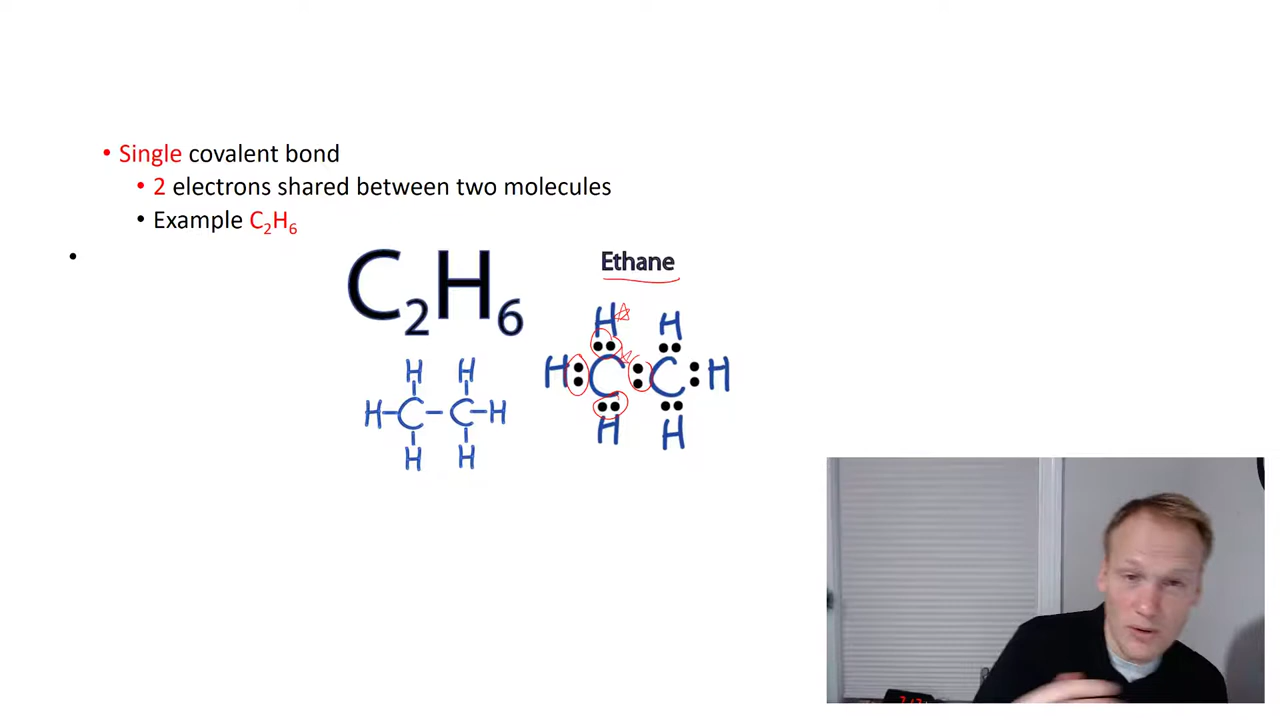 • Single covalent bond
• 2 electrons shared between two molecules
• Example C₂H₆
•
C₂H₆
Ethane
H H
H C C H
H H
H H
H–C–C–H
H H